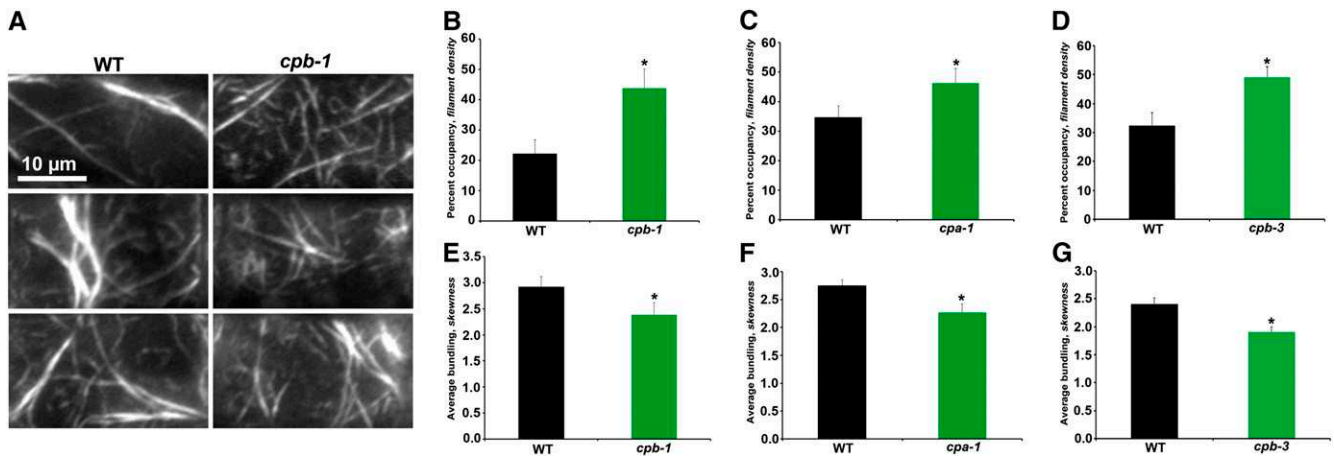 A
WT
cpb-1
10 µm
B
Percent occupancy, filament density
60
50
40
30
20
10
0
*
WT
cpb-1
C
Percent occupancy, filament density
60
50
40
30
20
10
0
*
WT
cpa-1
D
Percent occupancy, filament density
60
50
40
30
20
10
0
*
WT
cpb-3
E
Average bundling, skewness
3.5
3.0
2.5
2.0
1.5
1.0
0.5
0.0
*
WT
cpb-1
F
Average bundling, skewness
3.0
2.5
2.0
1.5
1.0
0.5
0.0
*
WT
cpa-1
G
Average bundling, skewness
3.0
2.5
2.0
1.5
1.0
0.5
0.0
*
WT
cpb-3